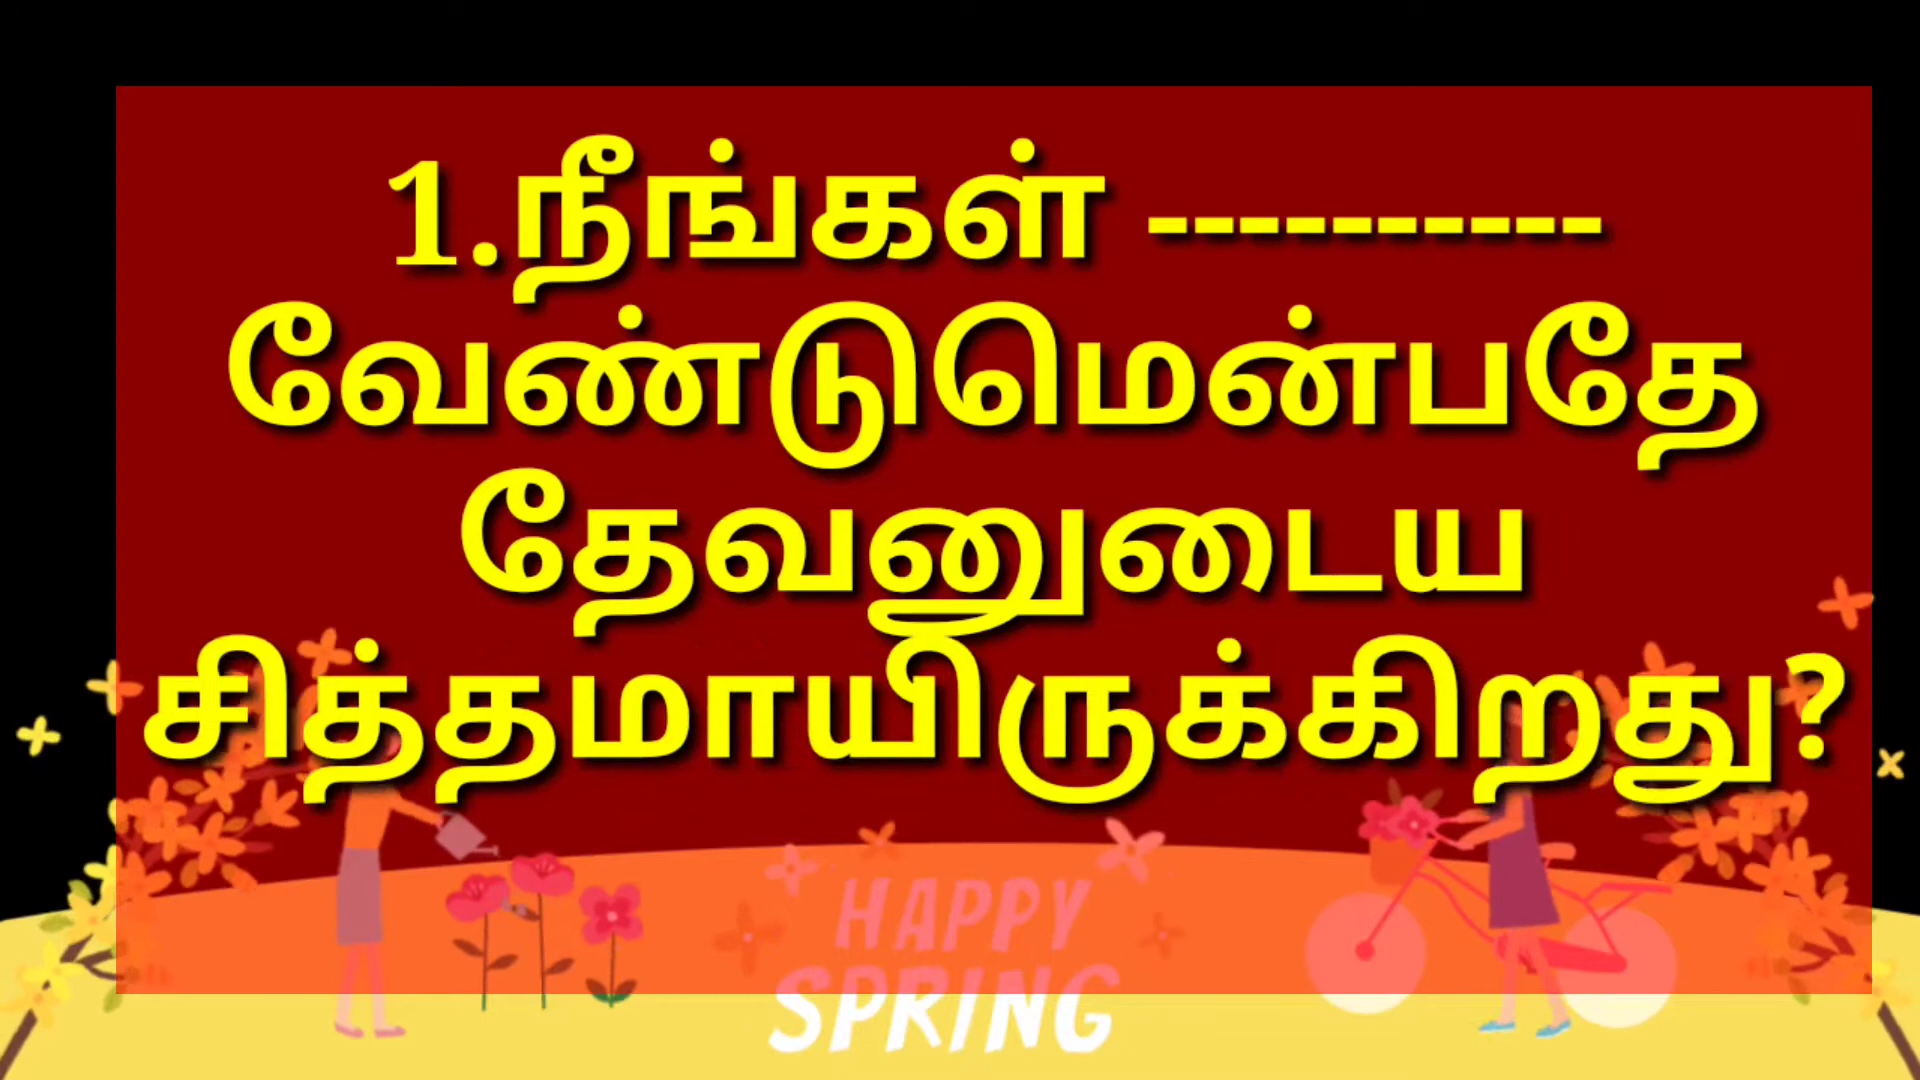 1.நீங்கள் ----------
வேண்டுமென்பதே
தேவனுடைய
சித்தமாயிருக்கிறது?
HAPPY
SPRING